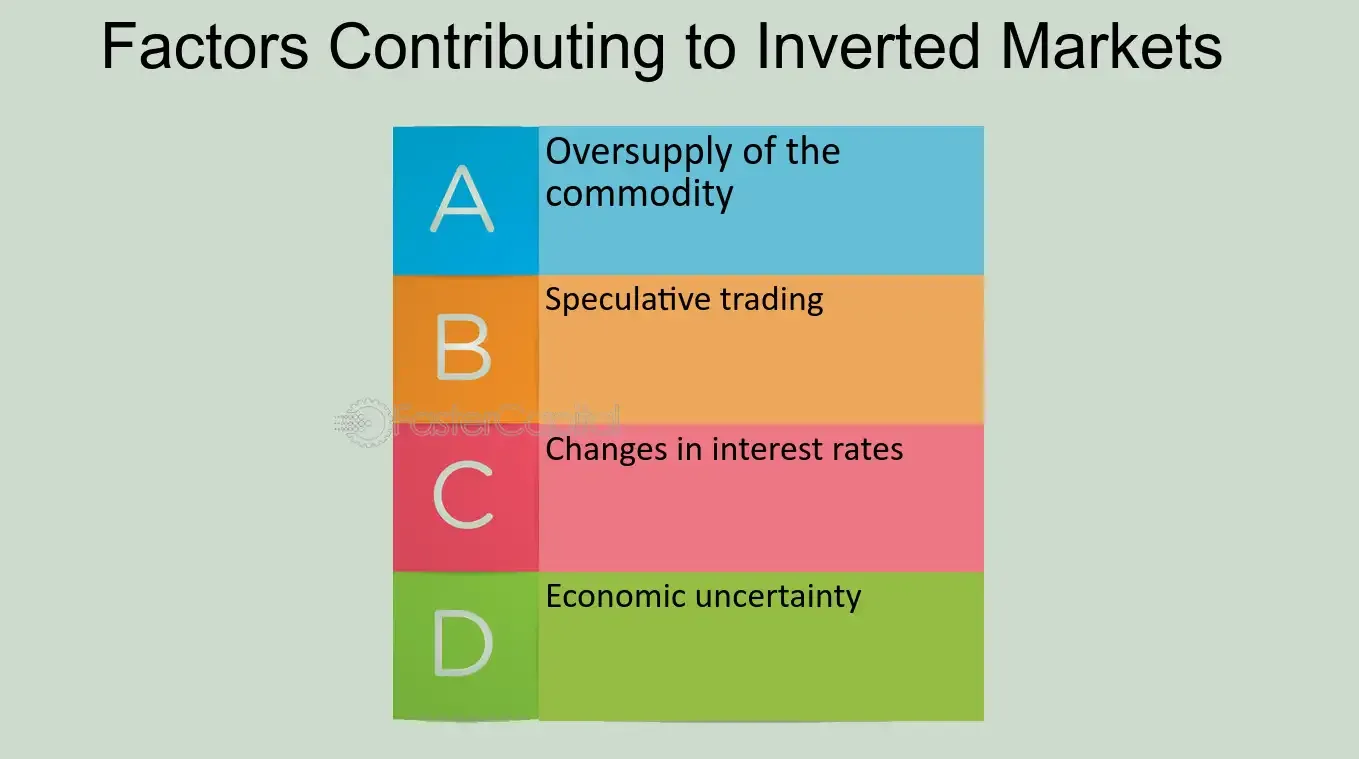 Factors Contributing to Inverted Markets
A
Oversupply of the
commodity
B
Speculative trading
FasterCapital
C
Changes in interest rates
D
Economic uncertainty